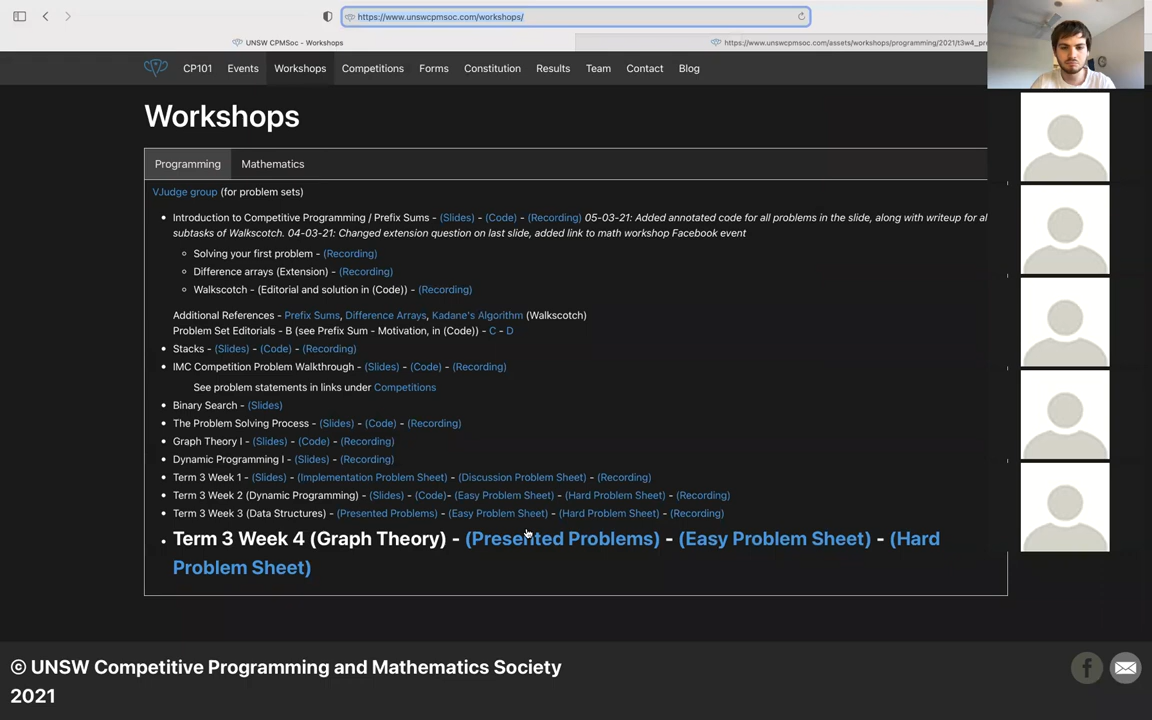 https://www.unswcpmsoc.com/workshops/
UNSW CPMSoc - Workshops
https://www.unswcpmsoc.com/assets/workshops/programming/2021/t3w4_pre
CP101 Events Workshops Competitions Forms Constitution Results Team Contact Blog
Workshops
Programming Mathematics
VJudge group (for problem sets)
• Introduction to Competitive Programming / Prefix Sums - (Slides) - (Code) - (Recording) 05-03-21: Added annotated code for all problems in the slide, along with writeup for al
subtasks of Walkscotch. 04-03-21: Changed extension question on last slide, added link to math workshop Facebook event
◦ Solving your first problem - (Recording)
◦ Difference arrays (Extension) - (Recording)
◦ Walkscotch - (Editorial and solution in (Code)) - (Recording)
Additional References - Prefix Sums, Difference Arrays, Kadane's Algorithm (Walkscotch)
Problem Set Editorials - B (see Prefix Sum - Motivation, in (Code)) - C - D
• Stacks - (Slides) - (Code) - (Recording)
• IMC Competition Problem Walkthrough - (Slides) - (Code) - (Recording)
See problem statements in links under Competitions
• Binary Search - (Slides)
• The Problem Solving Process - (Slides) - (Code) - (Recording)
• Graph Theory I - (Slides) - (Code) - (Recording)
• Dynamic Programming I - (Slides) - (Recording)
• Term 3 Week 1 - (Slides) - (Implementation Problem Sheet) - (Discussion Problem Sheet) - (Recording)
• Term 3 Week 2 (Dynamic Programming) - (Slides) - (Code)- (Easy Problem Sheet) - (Hard Problem Sheet) - (Recording)
• Term 3 Week 3 (Data Structures) - (Presented Problems) - (Easy Problem Sheet) - (Hard Problem Sheet) - (Recording)
• Term 3 Week 4 (Graph Theory) - (Presented Problems) - (Easy Problem Sheet) - (Hard
Problem Sheet)
© UNSW Competitive Programming and Mathematics Society
2021